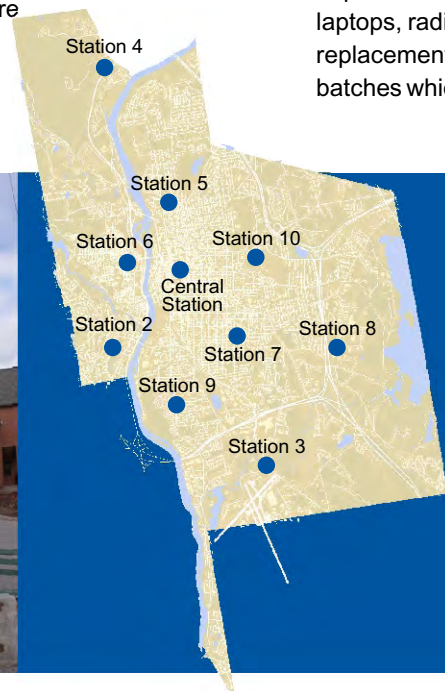 re
laptops, radi
replacement
batches whic
Station 4
Station 5
Station 6
Station 10
Central
Station
Station 2
Station 7
Station 8
Station 9
Station 3